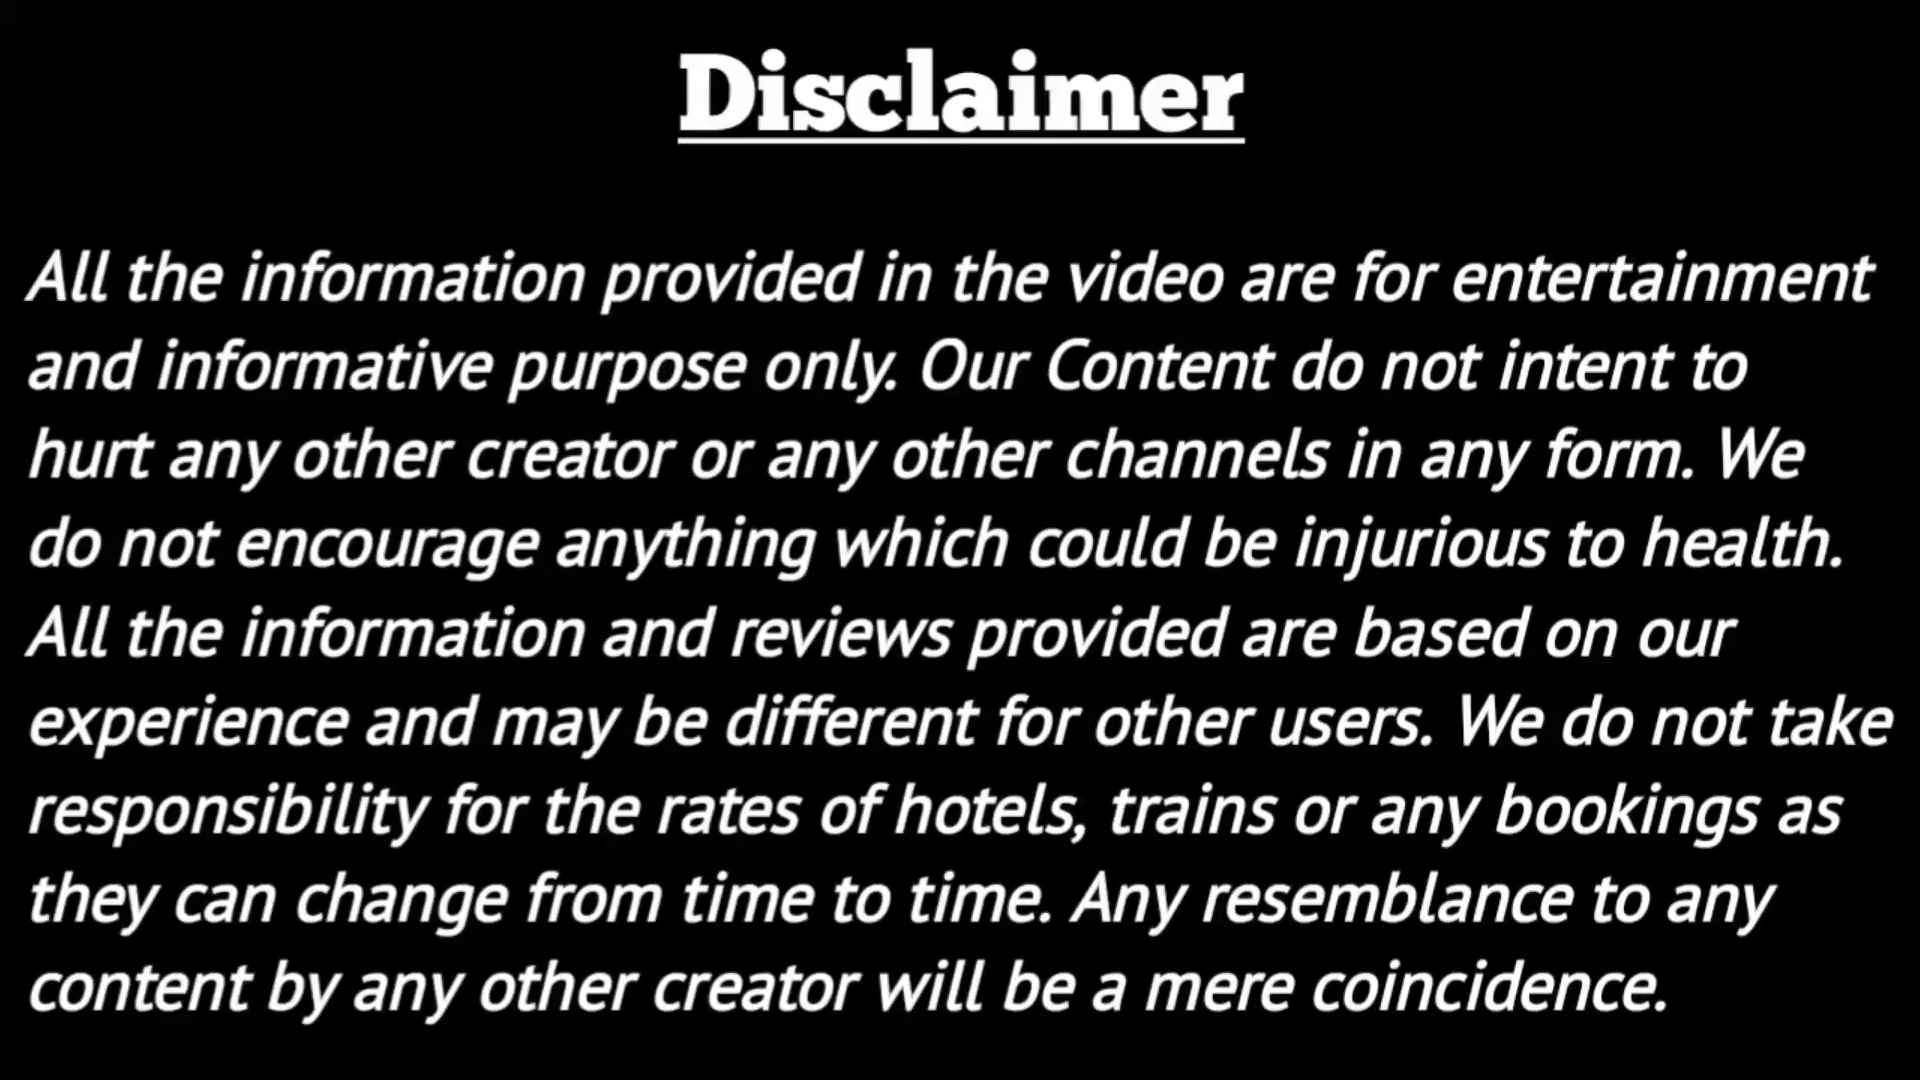 Disclaimer
All the information provided in the video are for entertainment
and informative purpose only. Our Content do not intent to
hurt any other creator or any other channels in any form. We
do not encourage anything which could be injurious to health.
All the information and reviews provided are based on our
experience and may be different for other users. We do not take
responsibility for the rates of hotels, trains or any bookings as
they can change from time to time. Any resemblance to any
content by any other creator will be a mere coincidence.